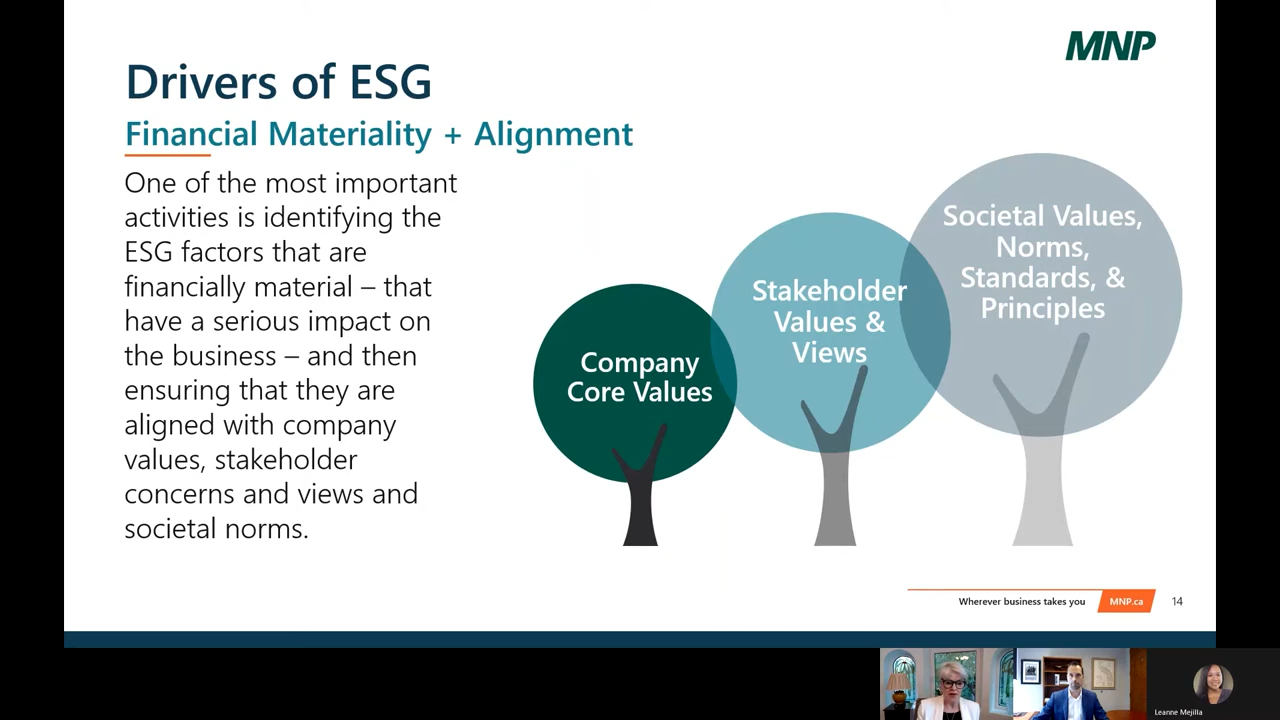 MNP
Drivers of ESG
Financial Materiality + Alignment
One of the most important
activities is identifying the
ESG factors that are
financially material – that
have a serious impact on
the business – and then
ensuring that they are
aligned with company
values, stakeholder
concerns and views and
societal norms.
Company
Core Values
Stakeholder
Values &
Views
Societal Values,
Norms,
Standards, &
Principles
Wherever business takes you
MNP.ca
14
Leanne Mejilla